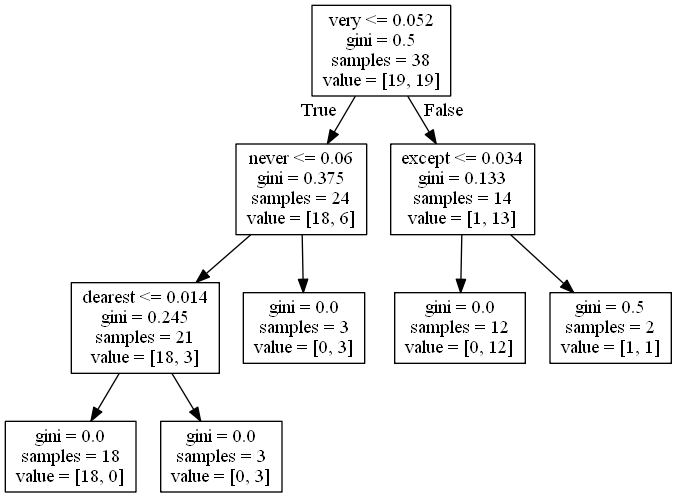 very <= 0.052
gini = 0.5
samples = 38
value = [19, 19]
True
False
never <= 0.06
gini = 0.375
samples = 24
value = [18, 6]
except <= 0.034
gini = 0.133
samples = 14
value = [1, 13]
dearest <= 0.014
gini = 0.245
samples = 21
value = [18, 3]
gini = 0.0
samples = 3
value = [0, 3]
gini = 0.0
samples = 12
value = [0, 12]
gini = 0.5
samples = 2
value = [1, 1]
gini = 0.0
samples = 18
value = [18, 0]
gini = 0.0
samples = 3
value = [0, 3]